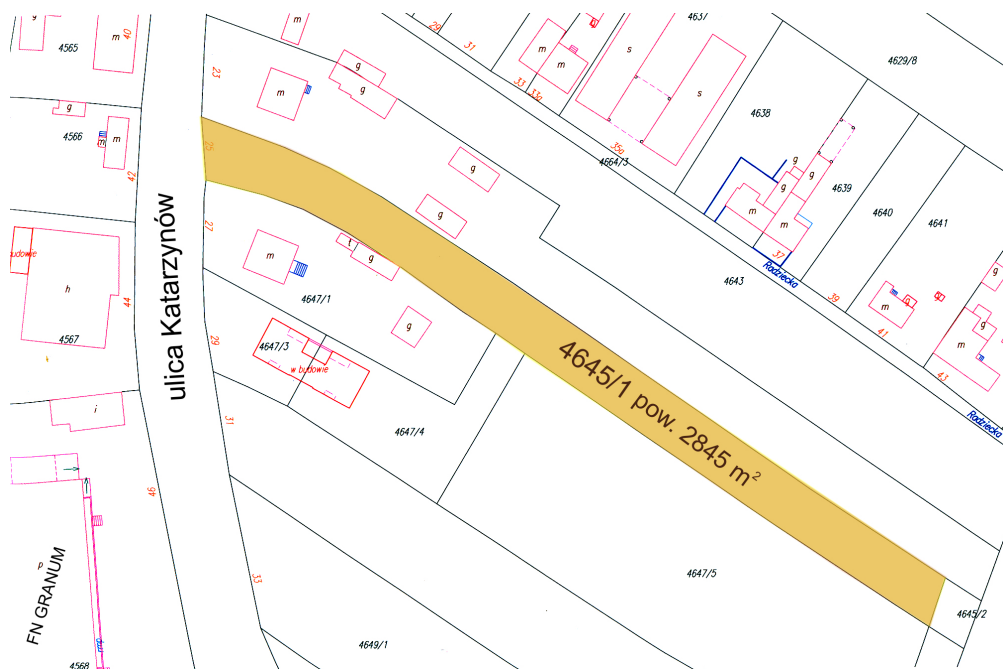 g
4565
m
40
m
23
g
g
m
29
31
m
m
33
33a
4637
s
s
35a
4629/8
4638
4566
g
m
m
42
25
g
4664/3
g
g
4639
m
m
37
4640
4641
27
g
m
t
g
ulica Katarzynów
h
4567
44
4643
Radziecka
39
m
g
41
g
g
m
43
Radziecka
4647/1
g
29
4647/3
w budowie
4645/1 pow. 2845 m²
i
31
4647/4
46
p
FN GRANUM
4568
33
4647/5
4649/1
4645/2